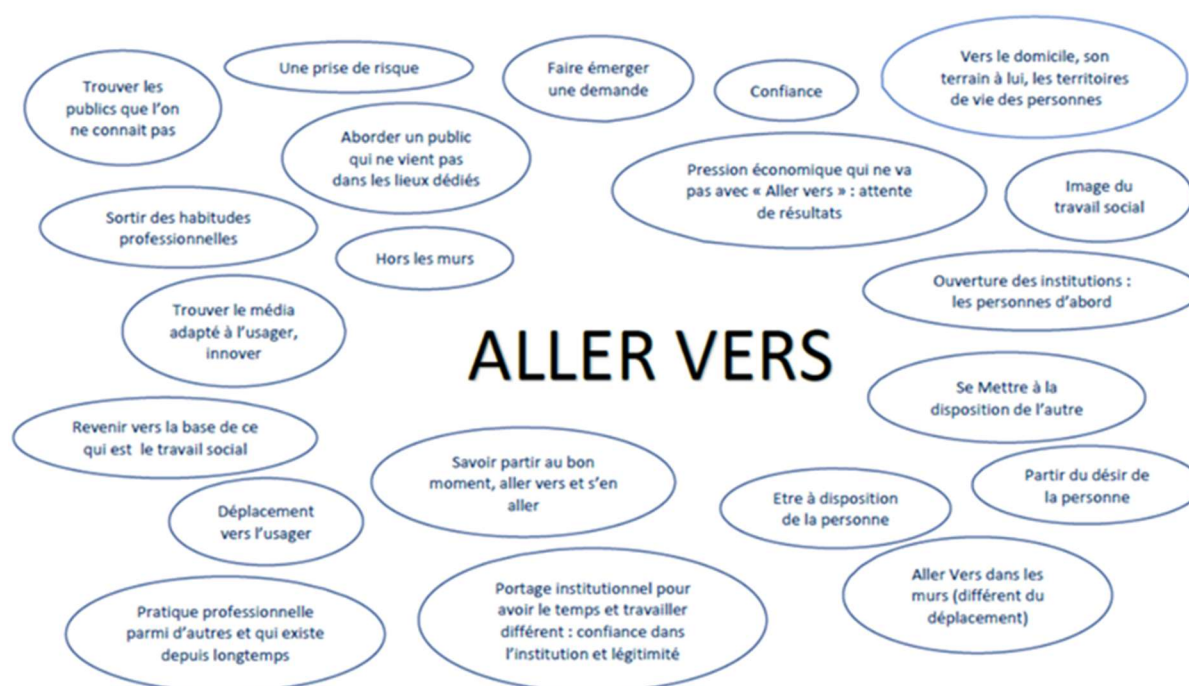 Trouver les
publics que l'on
ne connait pas
Une prise de risque
Faire émerger
une demande
Confiance
Vers le domicile, son
terrain à lui, les territoires
de vie des personnes
Aborder un public
qui ne vient pas
dans les lieux dédiés
Pression économique qui ne va
pas avec « Aller vers » : attente
de résultats
Image du
travail social
Sortir des habitudes
professionnelles
Hors les murs
Ouverture des institutions :
les personnes d'abord
Trouver le média
adapté à l'usager,
innover
ALLER VERS
Se Mettre à la
disposition de l'autre
Revenir vers la base de ce
qui est le travail social
Savoir partir au bon
moment, aller vers et s'en
aller
Partir du désir de
la personne
Etre à disposition
de la personne
Déplacement
vers l'usager
Aller Vers dans les
murs (différent du
déplacement)
Portage institutionnel pour
avoir le temps et travailler
différent : confiance dans
l'institution et légitimité
Pratique professionnelle
parmi d'autres et qui existe
depuis longtemps